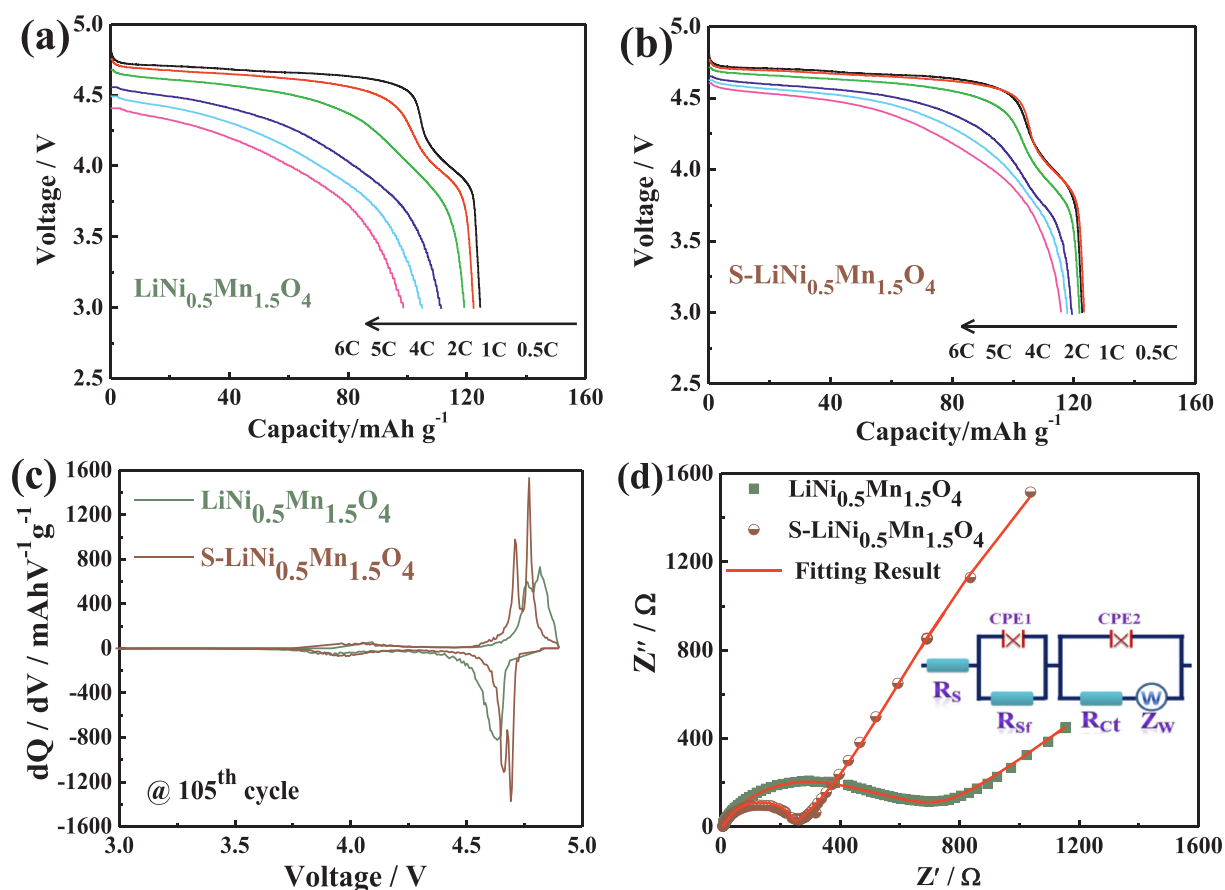 (a)
5.0
4.5
4.0
3.5
3.0
2.5
Voltage / V
LiNi0.5Mn1.5O4
6C 5C 4C 2C 1C 0.5C
0 40 80 120 160
Capacity/mAh g-1
(b)
5.0
4.5
4.0
3.5
3.0
2.5
Voltage / V
S-LiNi0.5Mn1.5O4
6C 5C 4C 2C 1C 0.5C
0 40 80 120 160
Capacity/mAh g-1
(c)
1600
1200
800
400
0
-400
-800
-1200
-1600
dQ / dV / mAhV-1g-1
LiNi0.5Mn1.5O4
S-LiNi0.5Mn1.5O4
@ 105th cycle
3.0 3.5 4.0 4.5 5.0
Voltage / V
(d)
1600
1200
800
400
0
Z″ / Ω
LiNi0.5Mn1.5O4
S-LiNi0.5Mn1.5O4
Fitting Result
CPE1 CPE2
RS
RSf
RCt
W
ZW
0 400 800 1200 1600
Z′ / Ω